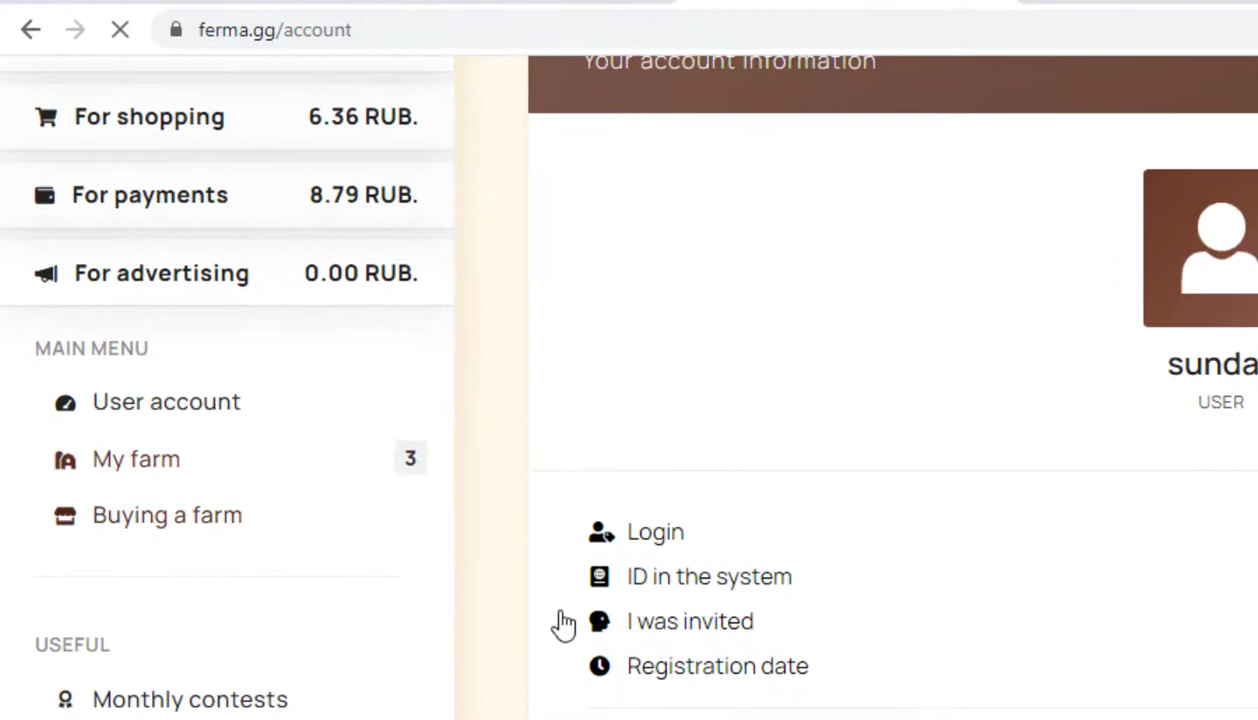 ferma.gg/account
Your account information
For shopping 6.36 RUB.
For payments 8.79 RUB.
For advertising 0.00 RUB.
MAIN MENU
User account
My farm 3
Buying a farm
USEFUL
Monthly contests
sunda
USER
Login
ID in the system
I was invited
Registration date